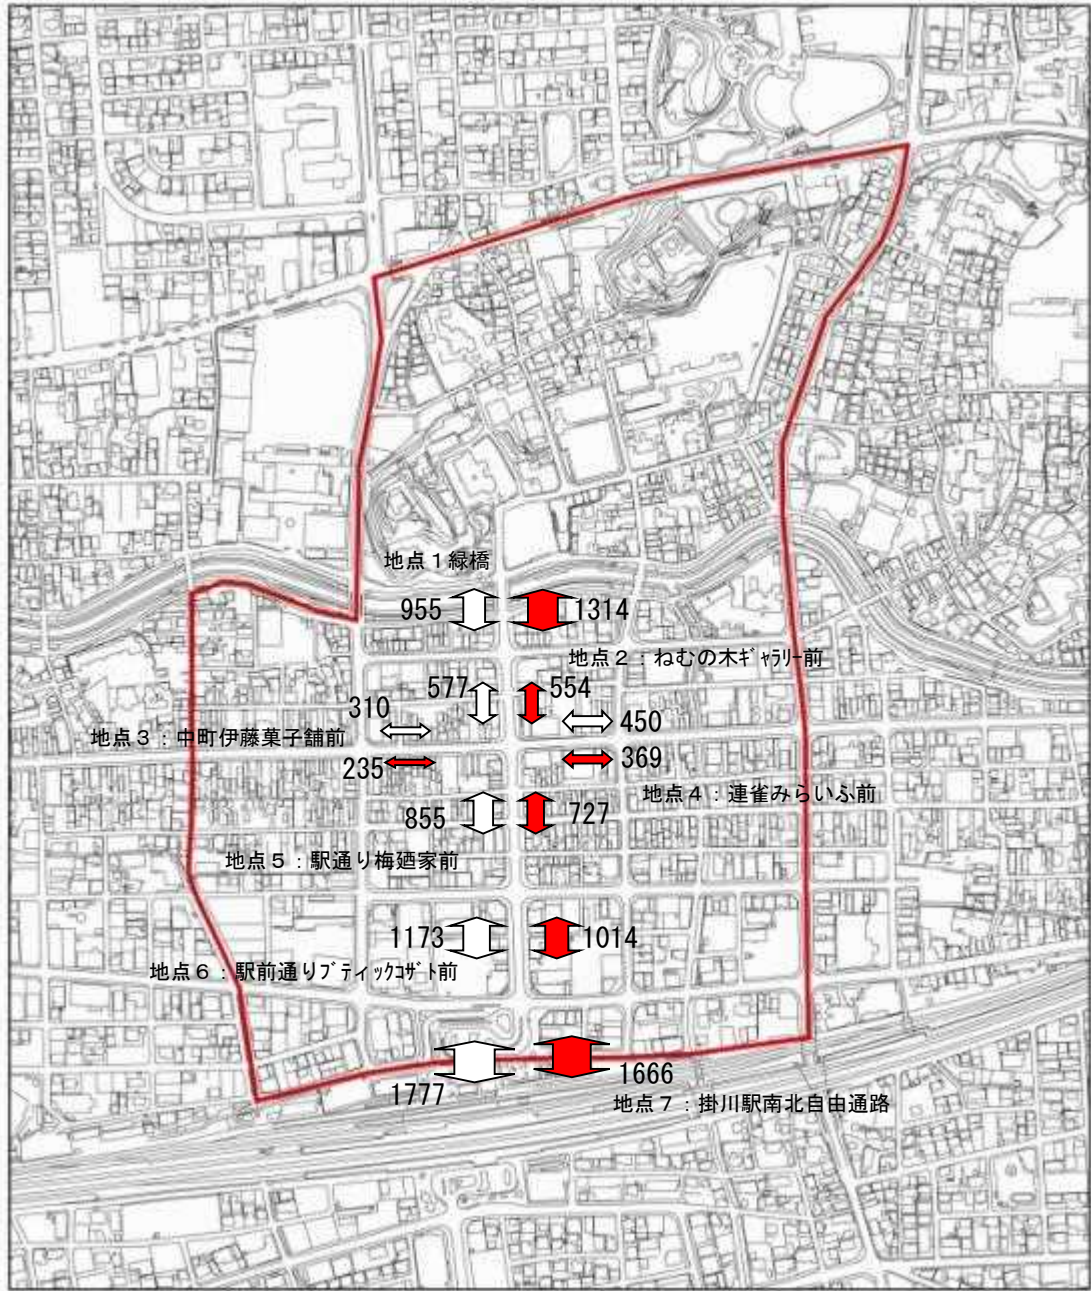 地点１緑橋
955
1314
地点２：ねむの木ｷﾞｬﾗﾘｰ前
577
554
310
450
地点３：中町伊藤菓子舗前
235
369
地点４：連雀みらいふ前
855
727
地点５：駅通り梅廼家前
1173
1014
地点６：駅前通りﾌﾞﾃｨｯｸｺｻﾞﾄ前
1777
1666
地点７：掛川駅南北自由通路